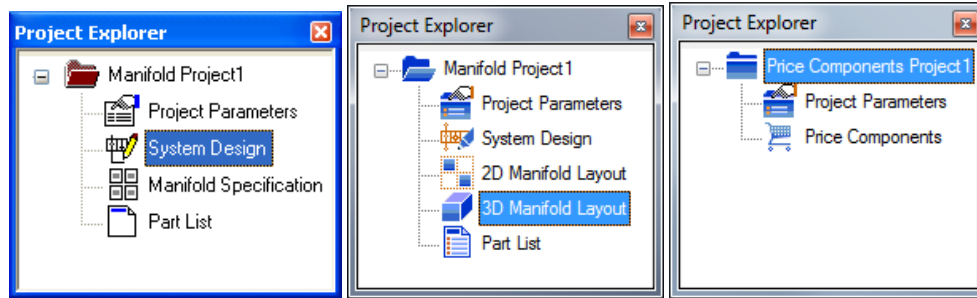 Project Explorer
Manifold Project1
Project Parameters
System Design
Manifold Specification
Part List
Project Explorer
Manifold Project1
Project Parameters
System Design
2D Manifold Layout
3D Manifold Layout
Part List
Project Explorer
Price Components Project1
Project Parameters
Price Components